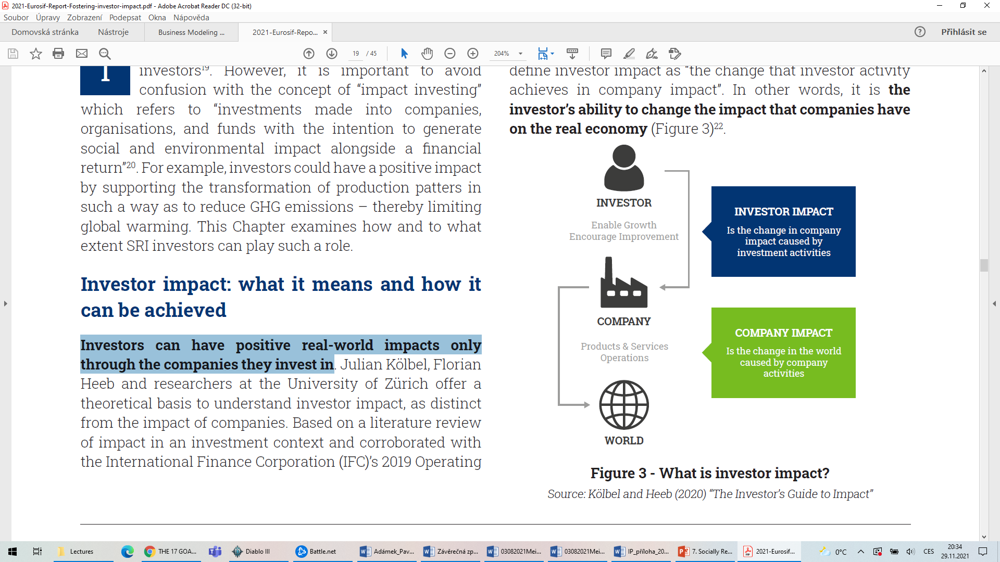 2021-Eurosif-Report-Fostering-investor-impact.pdf - Adobe Acrobat Reader DC (32-bit)
Soubor Úpravy Zobrazení Podepsat Okna Nápověda
Domovská stránka Nástroje Business Modeling ... 2021-Eurosif-Repo... × ? Přihlásit se
19 / 45 204%
I
investors19. However, it is important to avoid
confusion with the concept of “impact investing”
which refers to “investments made into companies,
organisations, and funds with the intention to generate
social and environmental impact alongside a financial
return”20. For example, investors could have a positive impact
by supporting the transformation of production patters in
such a way as to reduce GHG emissions – thereby limiting
global warming. This Chapter examines how and to what
extent SRI investors can play such a role.
Investor impact: what it means and how it
can be achieved
Investors can have positive real-world impacts only
through the companies they invest in. Julian Kölbel, Florian
Heeb and researchers at the University of Zürich offer a
theoretical basis to understand investor impact, as distinct
from the impact of companies. Based on a literature review
of impact in an investment context and corroborated with
the International Finance Corporation (IFC)’s 2019 Operating
define investor impact as “the change that investor activity
achieves in company impact”. In other words, it is the
investor’s ability to change the impact that companies have
on the real economy (Figure 3)22.
INVESTOR
Enable Growth
Encourage Improvement
INVESTOR IMPACT
Is the change in company
impact caused by
investment activities
COMPANY
Products & Services
Operations
COMPANY IMPACT
Is the change in the world
caused by company
activities
WORLD
Figure 3 - What is investor impact?
Source: Kölbel and Heeb (2020) “The Investor’s Guide to Impact”
Lectures THE 17 GOA... Diablo III Battle.net Adámek_Pav... Závěrečná zp... 03082021Mei... 03082021Mei... IP_příloha_20... 7. Socially Re... 2021-Eurosif... 0°C CES 20:34
29.11.2021